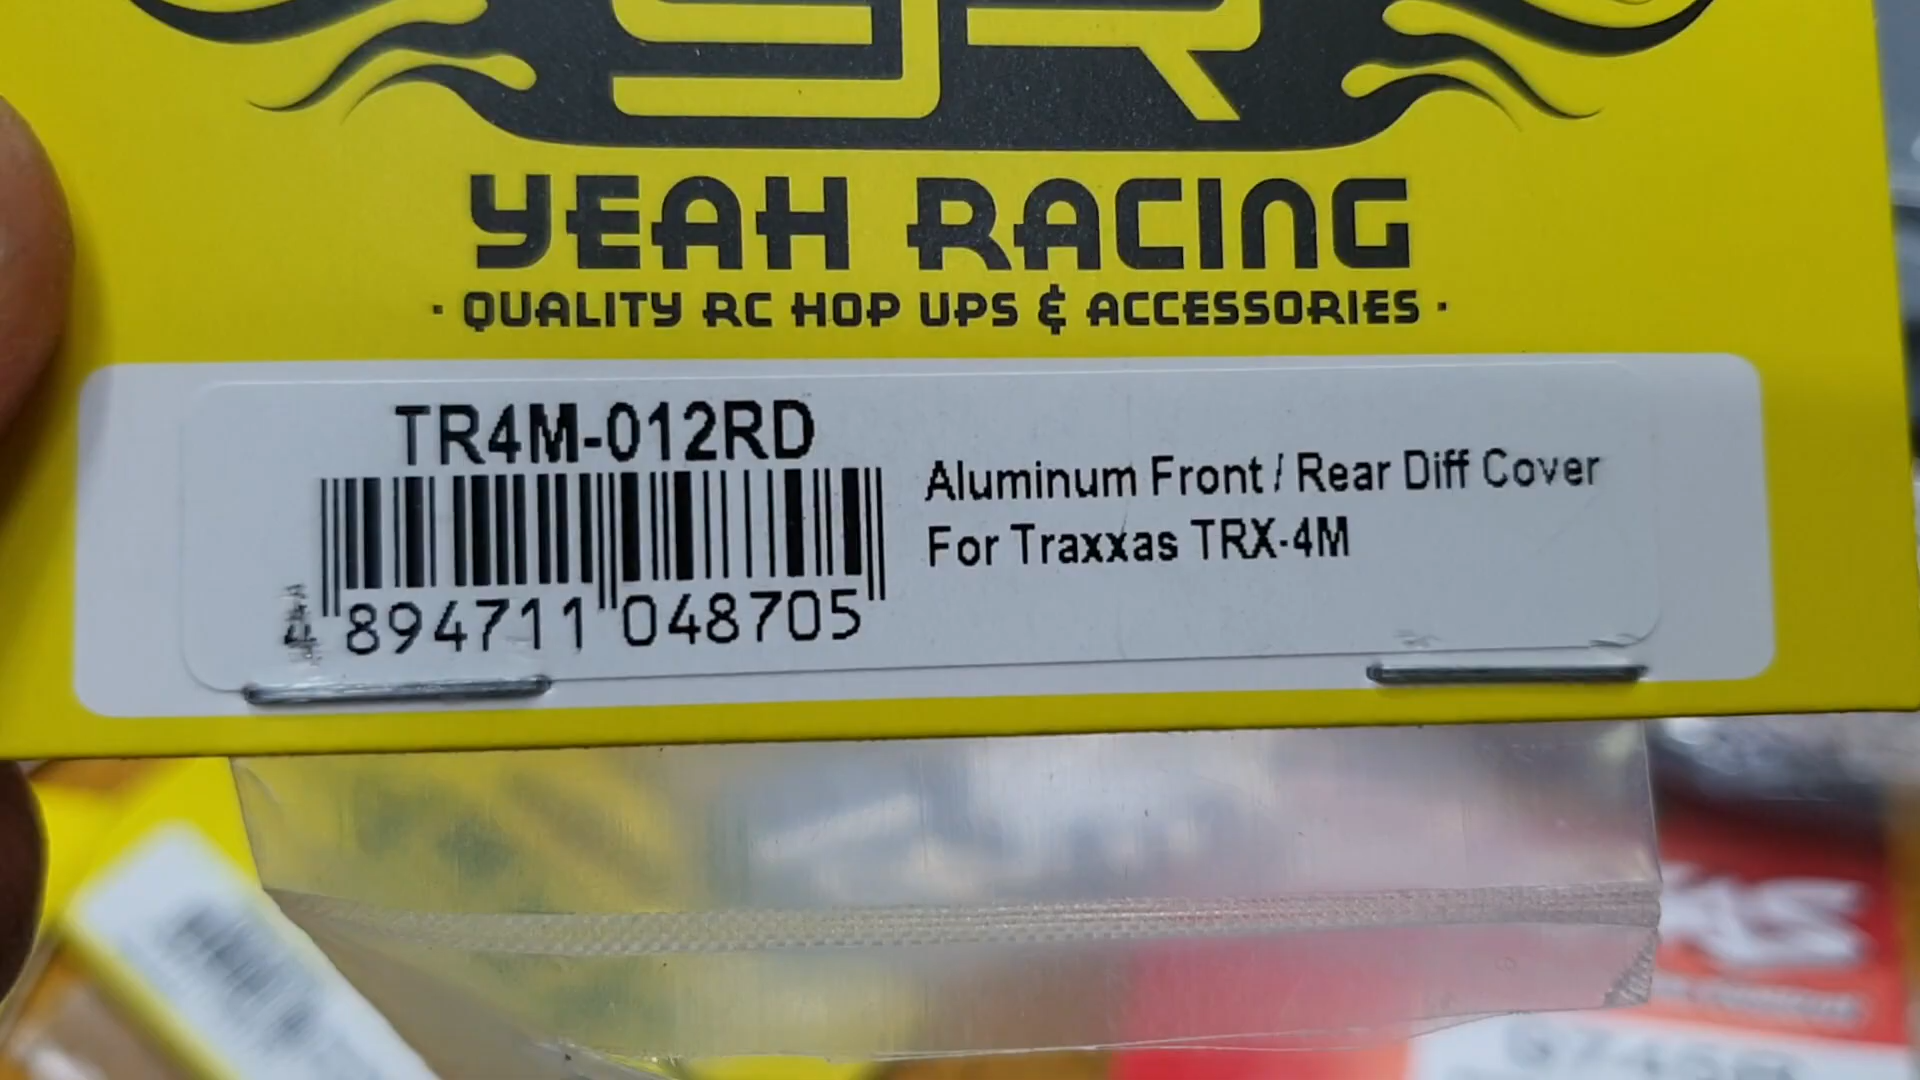 YR
YEAH RACING
· QUALITY RC HOP UPS & ACCESSORIES ·
TR4M-012RD
Aluminum Front / Rear Diff Cover
For Traxxas TRX-4M
894711 048705